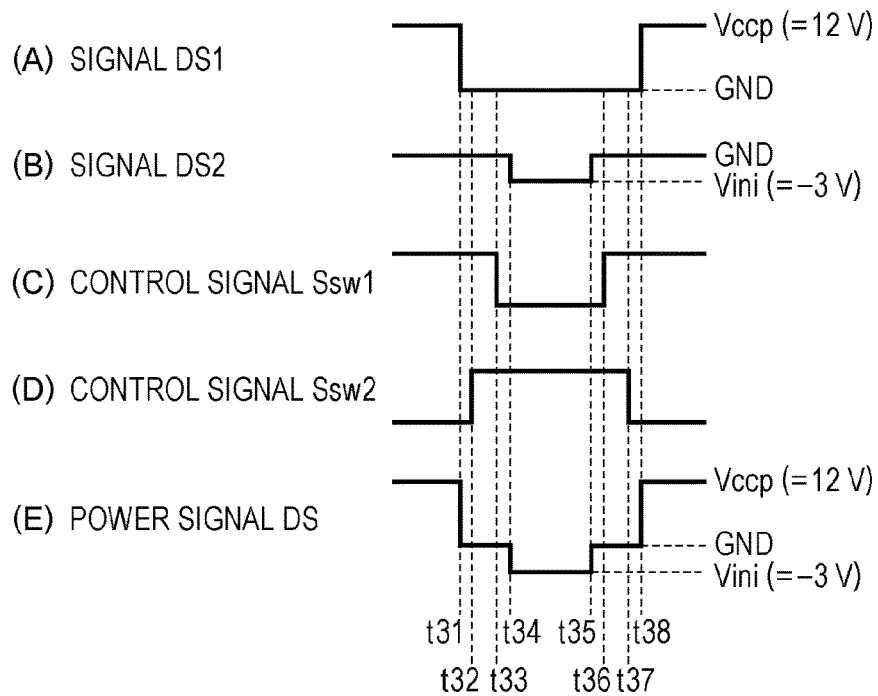 Vccp (=12 V)
(A) SIGNAL DS1
GND
(B) SIGNAL DS2
GND
Vini (=−3 V)
(C) CONTROL SIGNAL Ssw1
(D) CONTROL SIGNAL Ssw2
Vccp (=12 V)
(E) POWER SIGNAL DS
GND
Vini (=−3 V)
t31 t34 t35 t38
t32 t33 t36 t37